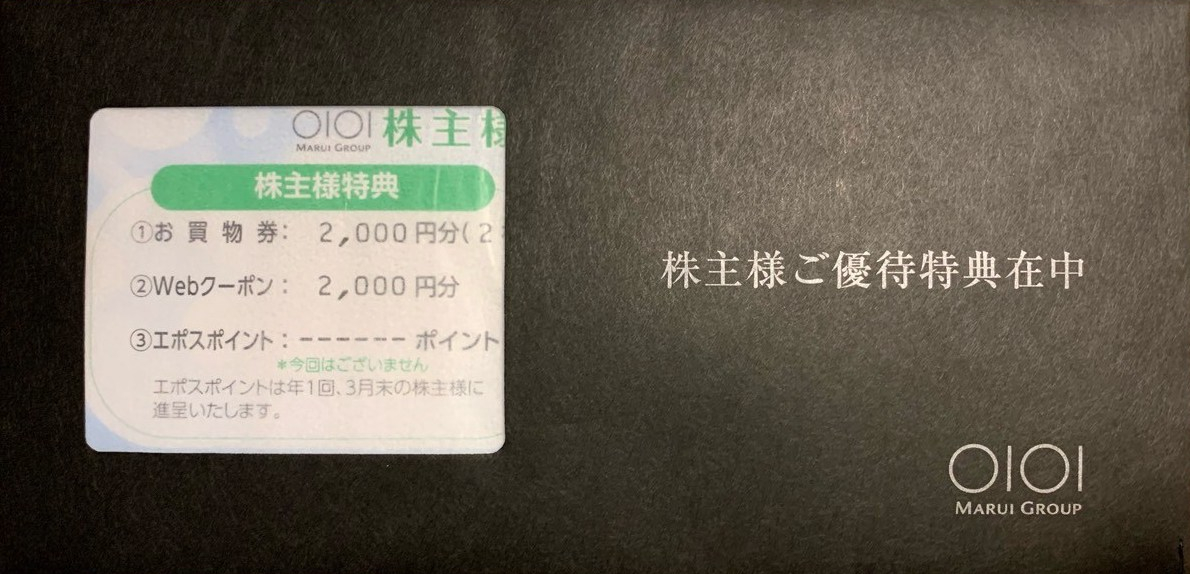 OIOI 株主様
MARUI GROUP
株主様特典
①お買物券： 2,000円分(2
②Webクーポン： 2,000円分
③エポスポイント：------ポイント
*今回はございません
エポスポイントは年1回、3月末の株主様に
進呈いたします。
株主様ご優待特典在中
OIOI
MARUI GROUP